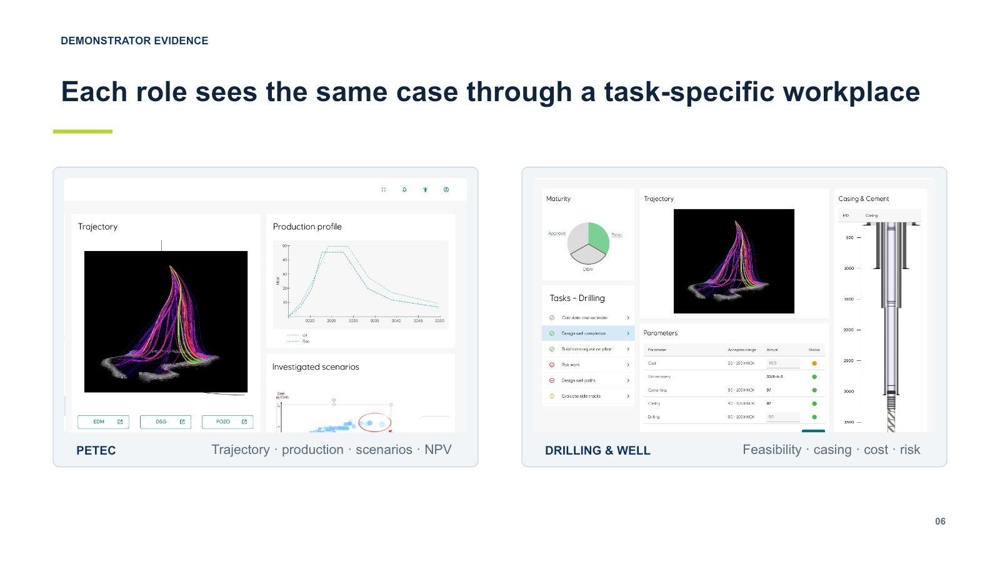 DEMONSTRATOR EVIDENCE
Each role sees the same case through a task-specific workplace
Trajectory
EDM
DSG
POZO
Production profile
Mbbl
50
40
30
20
10
2020 2025 2030 2035 2040 2045 2050
Oil
Gas
Investigated scenarios
Cost
PETEC
Trajectory · production · scenarios · NPV
Maturity
Approval
Petec
D&W
Tasks - Drilling
Calculate cost estimate
Design well completion
Build data aquisition plkan
Risk work
Design well paths
Evaluate side tracks
Trajectory
Parameters
Parameter Accepted range Actual Status
Cost 50 - 150 MNOK 160
Slot recovery 33/8-A-3
Cementing 90 - 105 MNOK 97
Casing 90 - 105 MNOK 97
Drilling 90 - 105 MNOK 92
Casing & Cement
MD Casing
500
1000
1500
2000
2500
3000
3500
DRILLING & WELL
Feasibility · casing · cost · risk
06